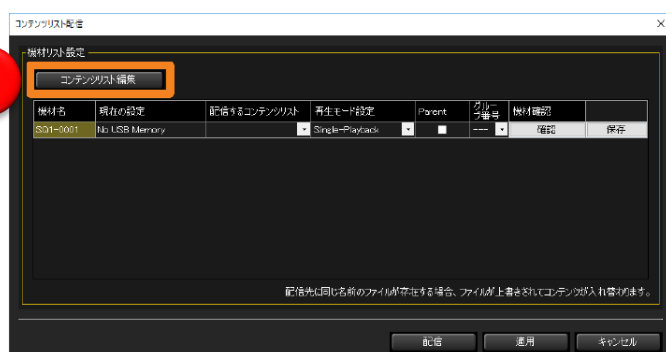 コンテンツリスト配信
機材リスト設定
コンテンツリスト編集
機材名 現在の設定 配信するコンテンツリスト 再生モード設定 Parent グループ番号 機材確認
SD1-0001 No USB Memory Single-Playback --- 確認 保存
配信先に同じ名前のファイルが存在する場合、ファイルが上書きされてコンテンツが入れ替わります。
配信 適用 キャンセル